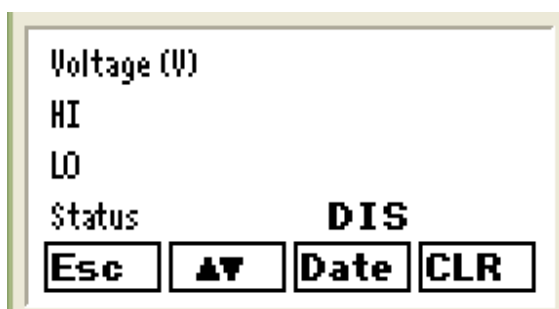 Voltage (V)
HI
LO
Status DIS
Esc ▲▼ Date CLR